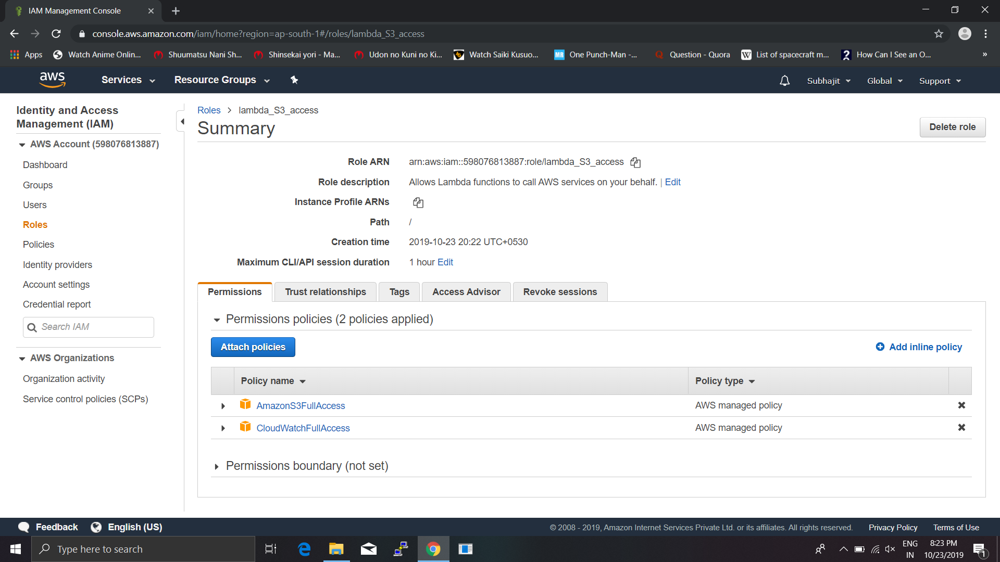 IAM Management Console
console.aws.amazon.com/iam/home?region=ap-south-1#/roles/lambda_S3_access
Apps
Watch Anime Onlin...
Shuumatsu Nani Sh...
Shinsekai yori - Ma...
Udon no Kuni no Ki...
Watch Saiki Kusuo...
MR
One Punch-Man -...
Question - Quora
W
List of spacecraft m...
?
How Can I See an O...
»
aws
Services
Resource Groups
Subhajit
Global
Support
Identity and Access
Management (IAM)
AWS Account (598076813887)
Dashboard
Groups
Users
Roles
Policies
Identity providers
Account settings
Credential report
Search IAM
AWS Organizations
Organization activity
Service control policies (SCPs)
Roles > lambda_S3_access
Summary
Delete role
Role ARN arn:aws:iam::598076813887:role/lambda_S3_access
Role description Allows Lambda functions to call AWS services on your behalf. | Edit
Instance Profile ARNs
Path /
Creation time 2019-10-23 20:22 UTC+0530
Maximum CLI/API session duration 1 hour Edit
Permissions
Trust relationships
Tags
Access Advisor
Revoke sessions
Permissions policies (2 policies applied)
Attach policies
Add inline policy
Policy name Policy type
AmazonS3FullAccess AWS managed policy
CloudWatchFullAccess AWS managed policy
Permissions boundary (not set)
Feedback
English (US)
© 2008 - 2019, Amazon Internet Services Private Ltd. or its affiliates. All rights reserved.
Privacy Policy
Terms of Use
Type here to search
ENG
IN
8:23 PM
10/23/2019
1